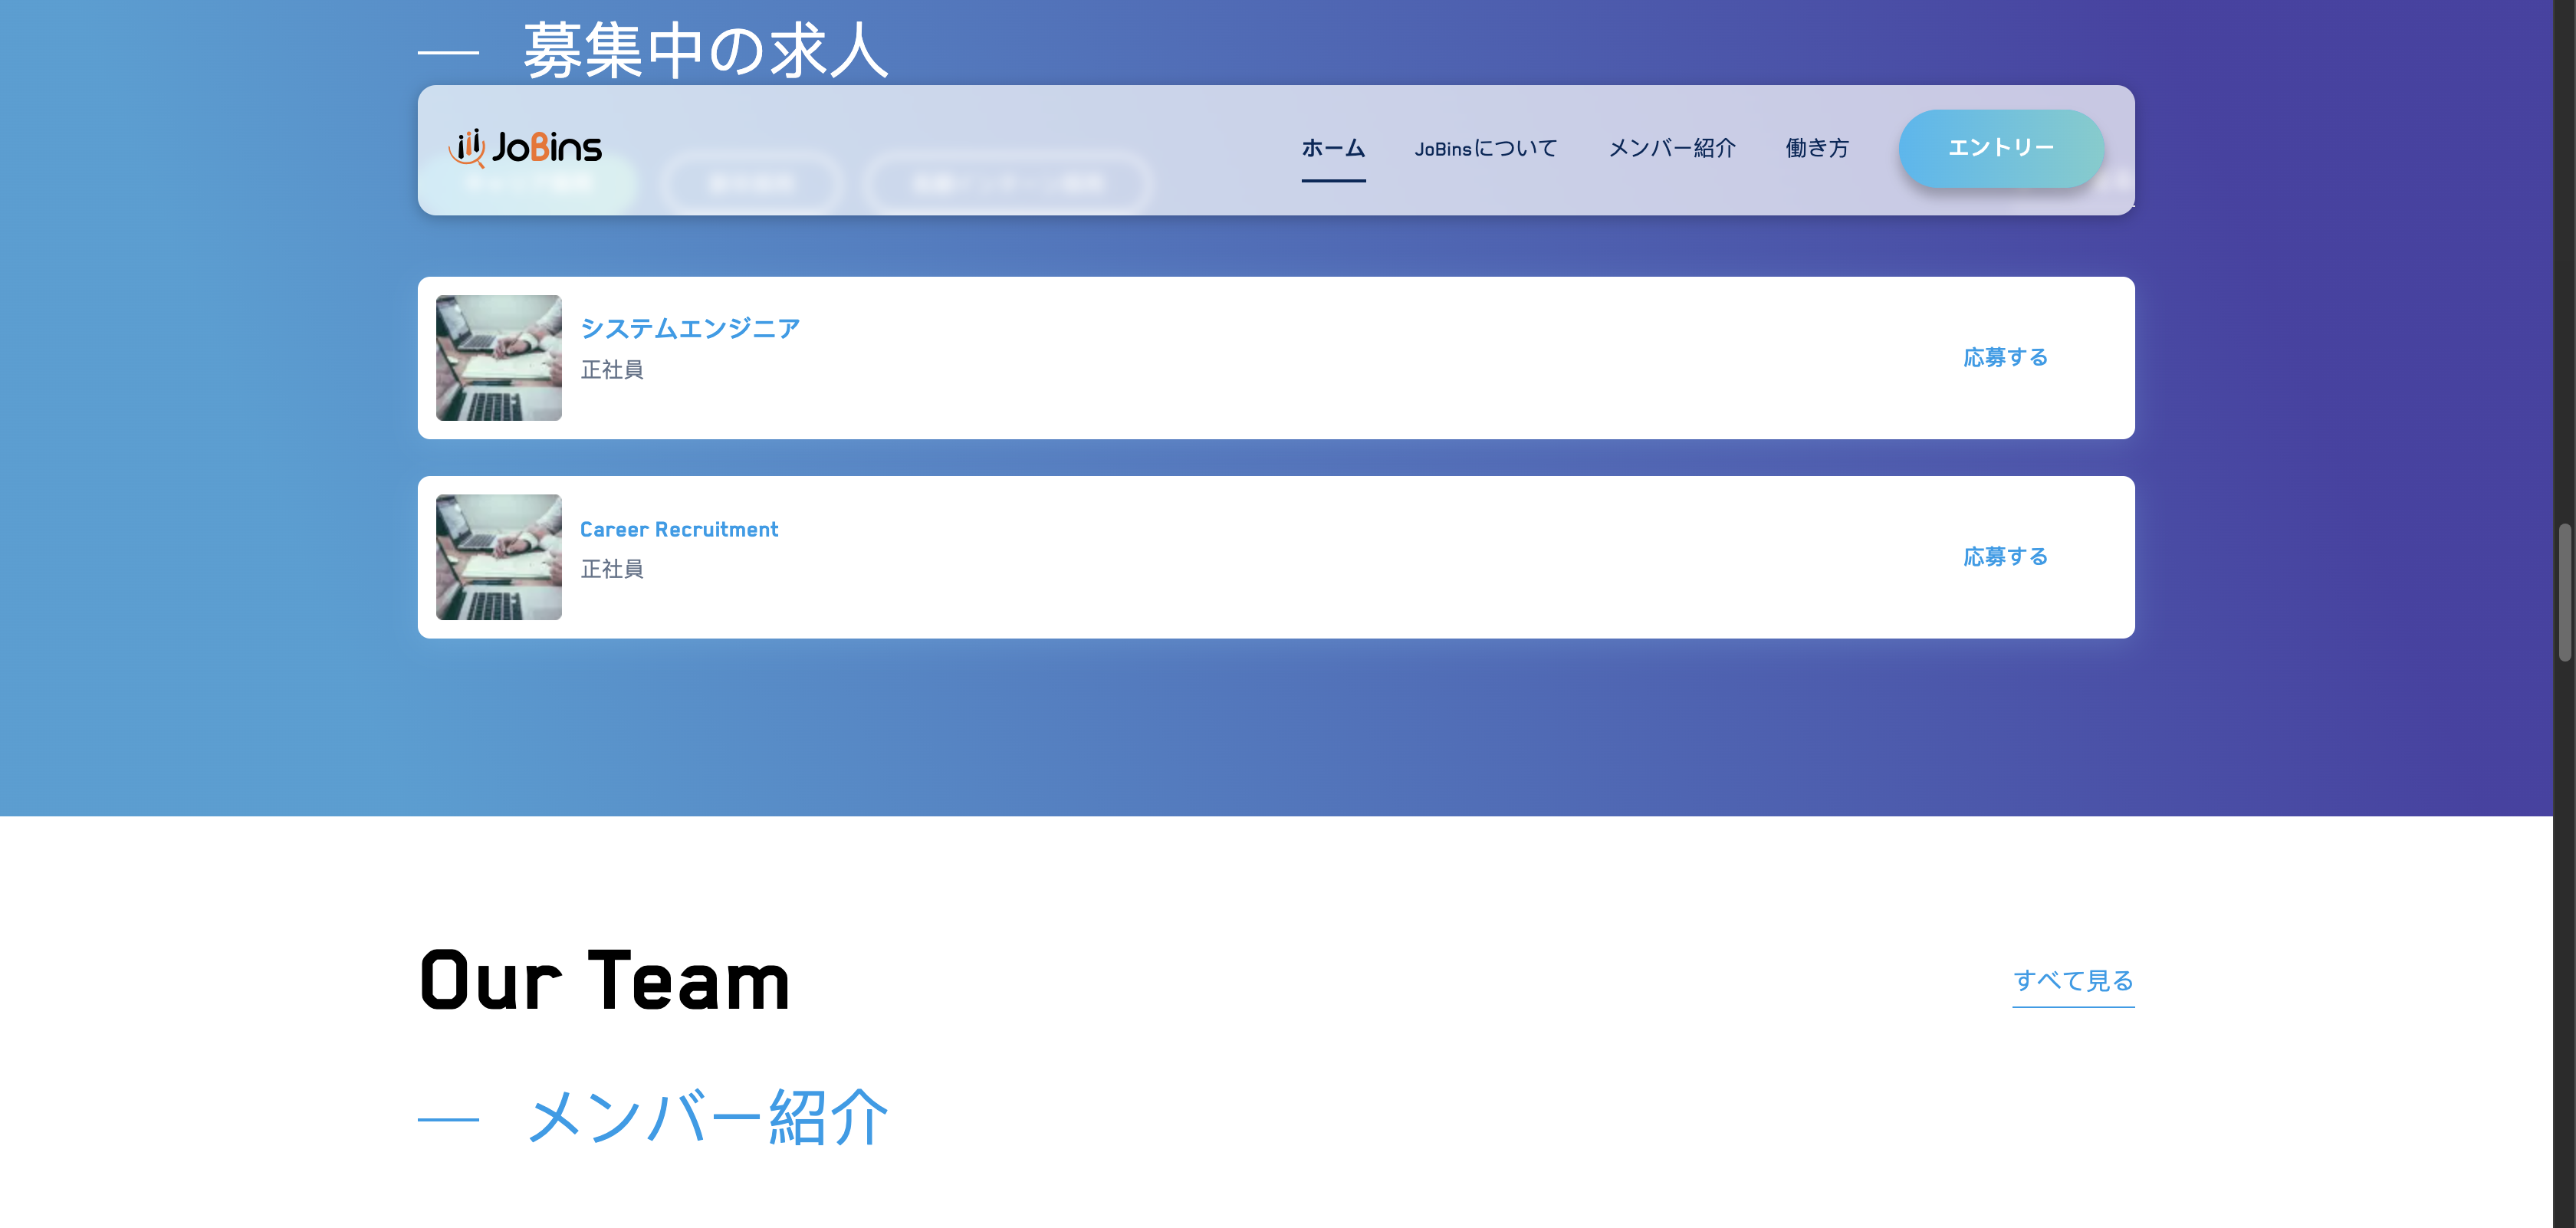 募集中の求人
JoBins
ホーム
JoBinsについて
メンバー紹介
働き方
エントリー
システムエンジニア
正社員
応募する
Career Recruitment
正社員
応募する
Our Team
すべて見る
メンバー紹介